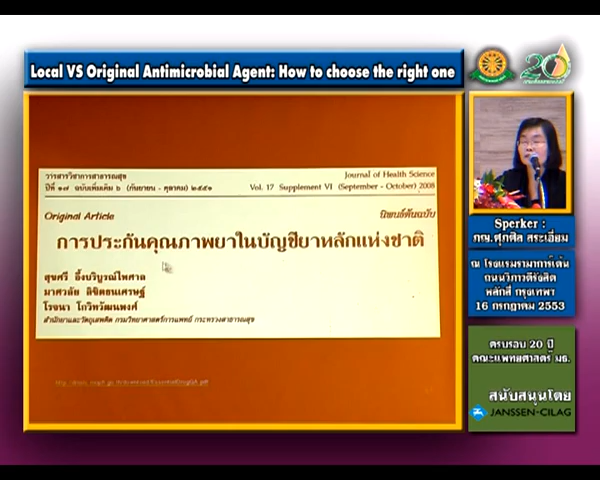 Local VS Original Antimicrobial Agent: How to choose the right one
วารสารวิชาการสาธารณสุข
Journal of Health Science
ปีที่ ๑๗ ฉบับเพิ่มเติม ๖ (กันยายน - ตุลาคม) ๒๕๕๑
Vol. 17 Supplement VI (September - October) 2008
Original Article
นิพนธ์ต้นฉบับ
การประกันคุณภาพยาในบัญชียาหลักแห่งชาติ
สุขศรี อึ้งบริบูรณ์ไพศาล
มาศวลัย ลิขิตธนเศรษฐ์
โรจนา โกวิทวัฒนพงศ์
สำนักยาและวัตถุเสพติด กรมวิทยาศาสตร์การแพทย์ กระทรวงสาธารณสุข
20
Sperker :
ภญ.ศุภศิล สระเอี่ยม
ณ โรงแรมรามาการ์เด้น
ถนนวิภาวดีรังสิต
หลักสี่ กรุงเทพฯ
16 กรกฎาคม 2553
ครบรอบ 20 ปี
คณะแพทยศาสตร์ มธ.
สนับสนุนโดย
JANSSEN-CILAG